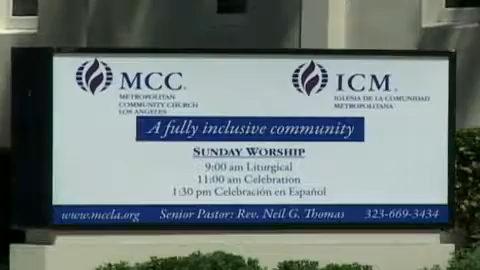 MCC.
METROPOLITAN
COMMUNITY CHURCH
LOS ANGELES
ICM.
IGLESIA DE LA COMUNIDAD
METROPOLITANA
A fully inclusive community
SUNDAY WORSHIP
9:00 am Liturgical
11:00 am Celebration
1:30 pm Celebración en Español
www.mccla.org Senior Pastor: Rev. Neil G. Thomas 323-669-3434